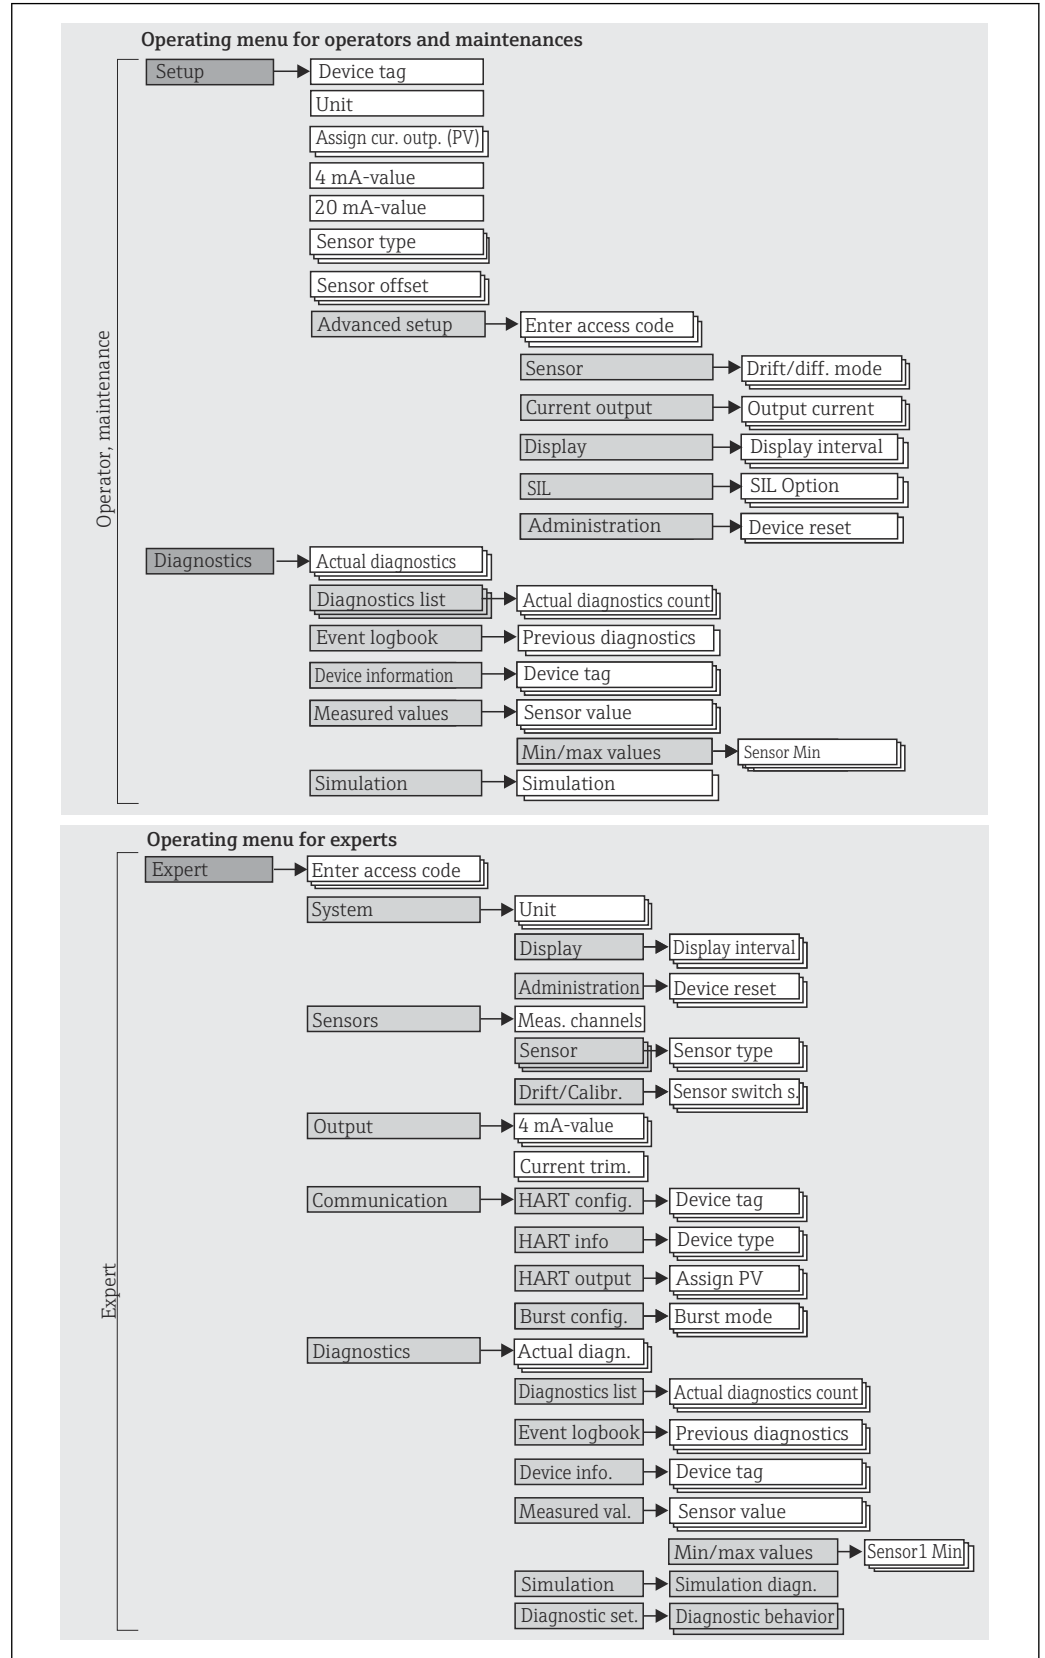 Operating menu for operators and maintenances
Setup
Device tag
Unit
Assign cur. outp. (PV)
4 mA-value
20 mA-value
Sensor type
Sensor offset
Advanced setup
Enter access code
Sensor
Drift/diff. mode
Current output
Output current
Display
Display interval
SIL
SIL Option
Administration
Device reset
Operator, maintenance
Diagnostics
Actual diagnostics
Diagnostics list
Actual diagnostics count
Event logbook
Previous diagnostics
Device information
Device tag
Measured values
Sensor value
Min/max values
Sensor Min
Simulation
Simulation
Operating menu for experts
Expert
Enter access code
System
Unit
Display
Display interval
Administration
Device reset
Sensors
Meas. channels
Sensor
Sensor type
Drift/Calibr.
Sensor switch s.
Output
4 mA-value
Current trim.
Communication
HART config.
Device tag
HART info
Device type
HART output
Assign PV
Burst config.
Burst mode
Expert
Diagnostics
Actual diagn.
Diagnostics list
Actual diagnostics count
Event logbook
Previous diagnostics
Device info.
Device tag
Measured val.
Sensor value
Min/max values
Sensor1 Min
Simulation
Simulation diagn.
Diagnostic set.
Diagnostic behavior